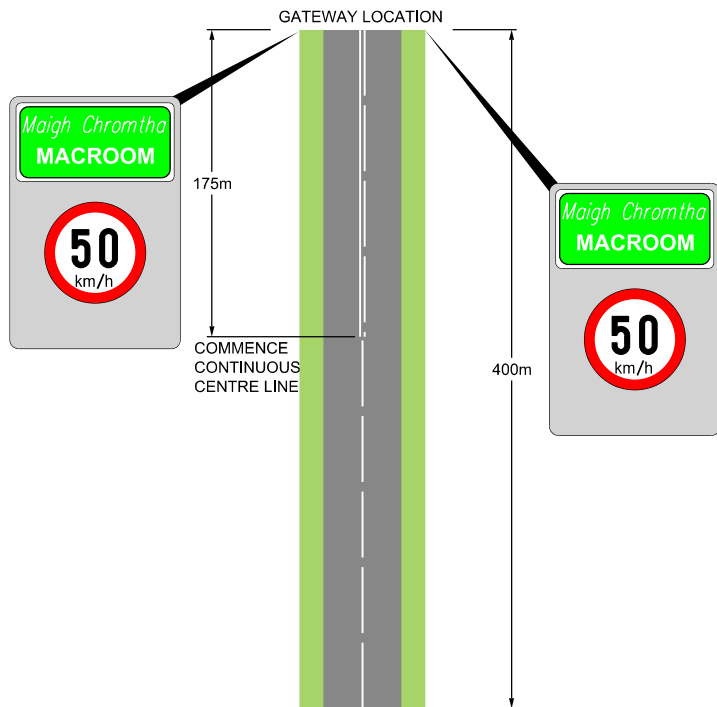 GATEWAY LOCATION
Maigh Chromtha
MACROOM
50
km/h
175m
Maigh Chromtha
MACROOM
50
km/h
COMMENCE
CONTINUOUS
CENTRE LINE
400m